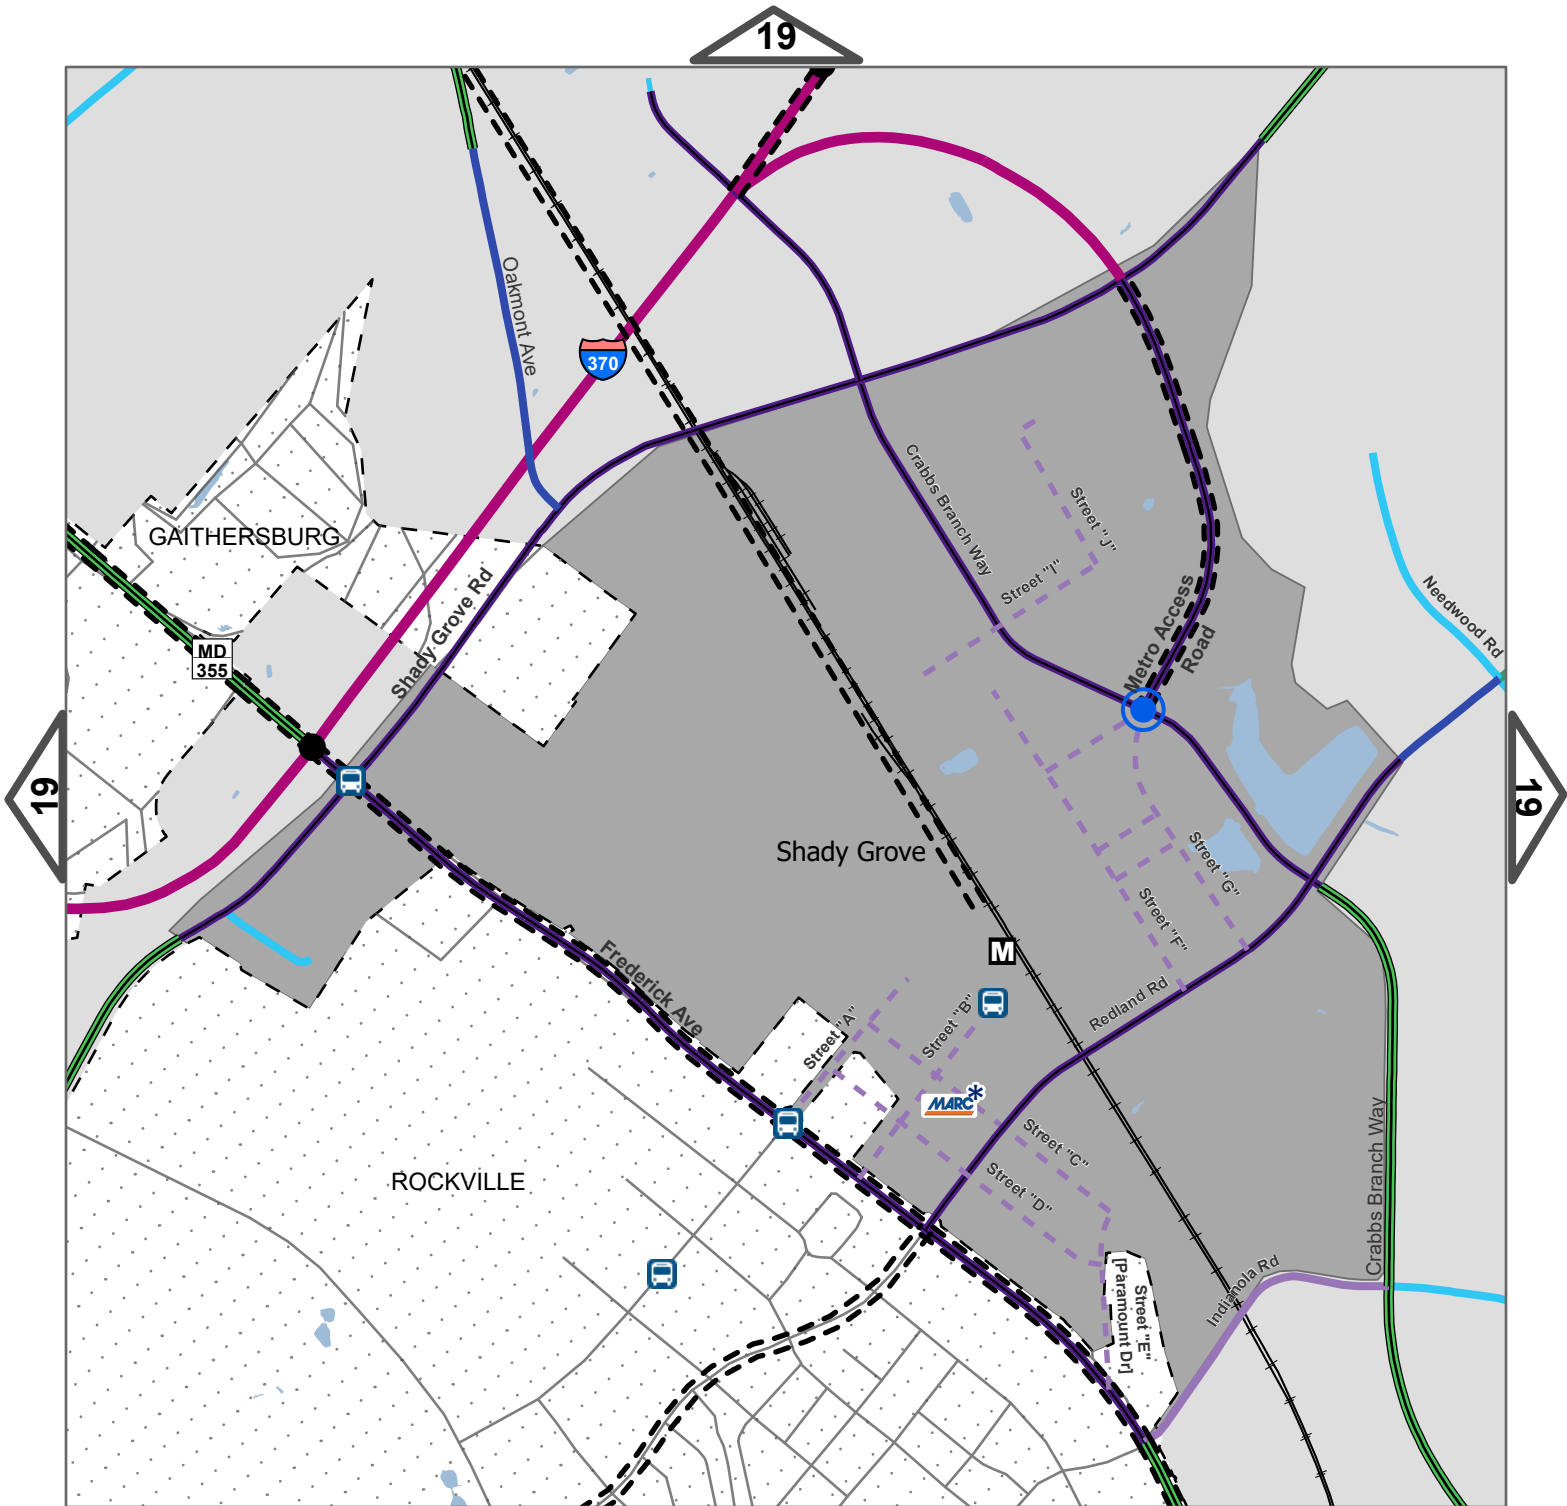 19
Oakmont Ave
370
GAITHERSBURG
Crabbs Branch Way
Street "J"
Street "I"
Shady Grove Rd
Metro Access
Road
Needwood Rd
MD
355
19
19
Shady Grove
Street "G"
Street "F"
Frederick Ave
M
Redland Rd
Street "A"
Street "B"
MARC*
Street "C"
Street "D"
ROCKVILLE
Crabbs Branch Way
Indianola Rd
Street "E"
[Paramount Dr]